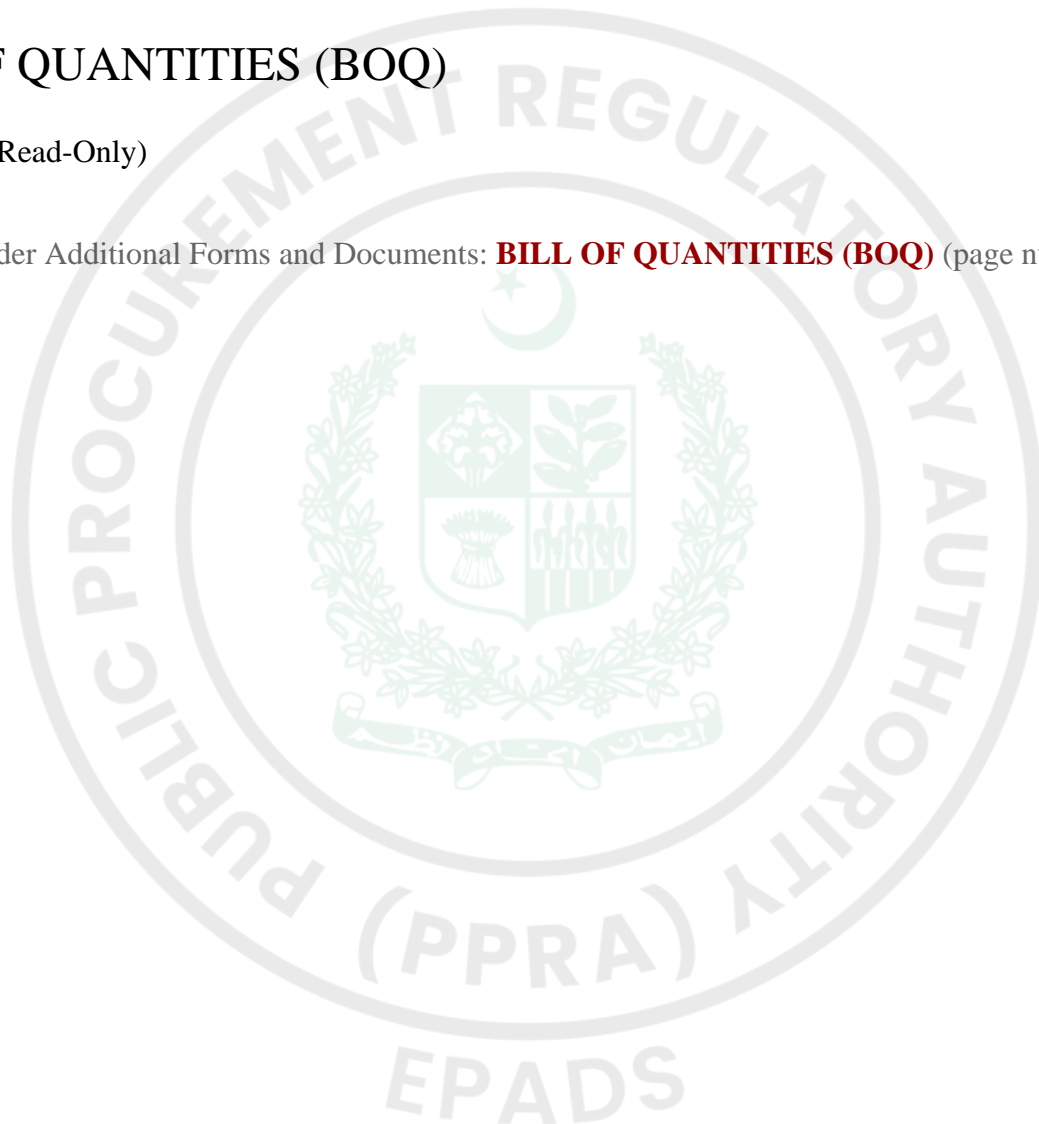 F QUANTITIES (BOQ)
Read-Only)
der Additional Forms and Documents: BILL OF QUANTITIES (BOQ) (page n
PUBLIC PROCUREMENT REGULATORY AUTHORITY
(PPRA)
EPADS